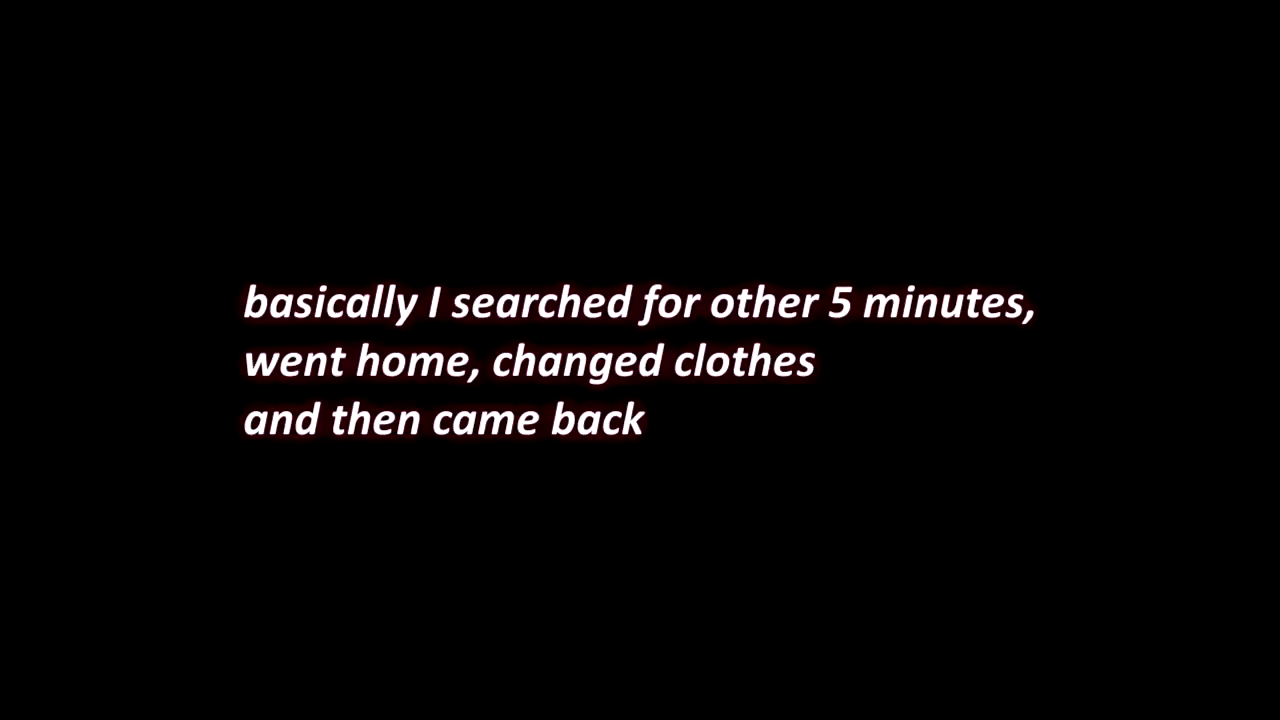 basically I searched for other 5 minutes,
went home, changed clothes
and then came back